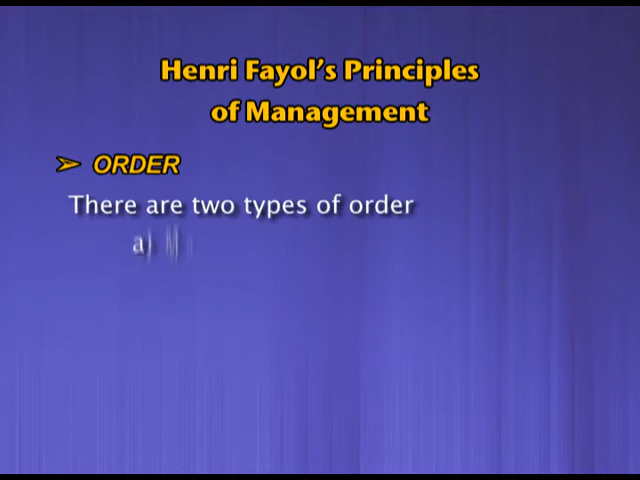 Henri Fayol's Principles
of Management
➢ ORDER
There are two types of order
a)